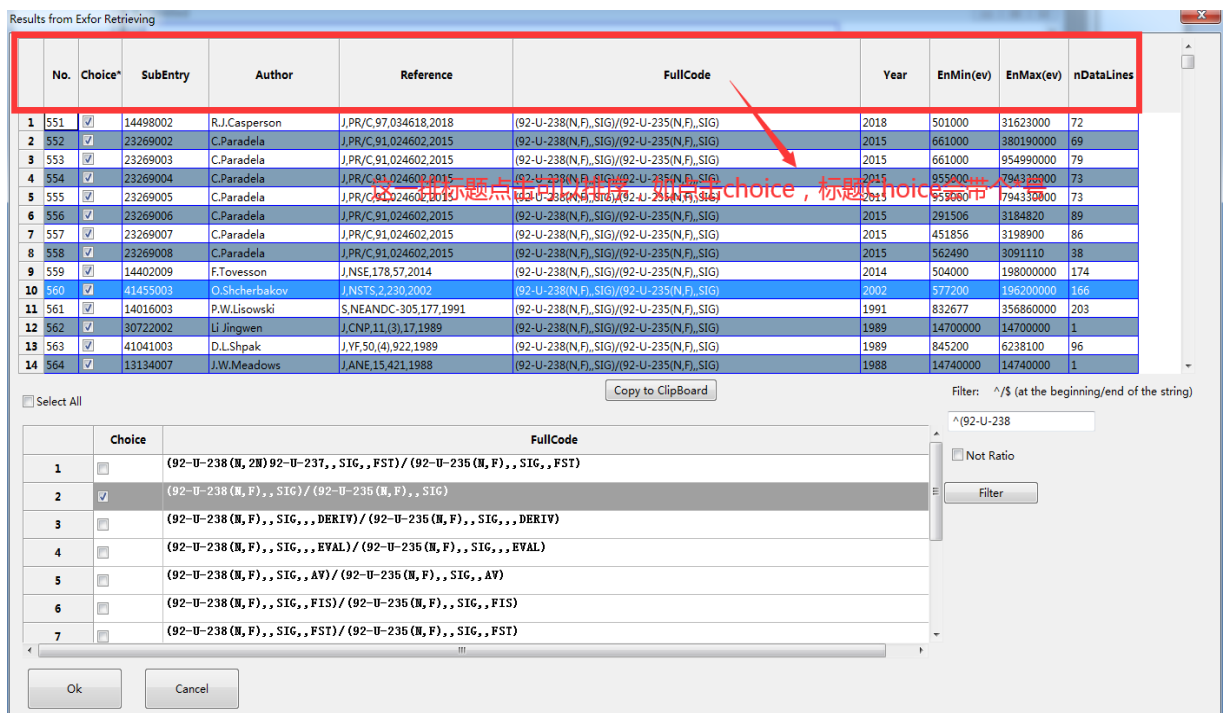 Results from Exfor Retrieving
No. Choice* SubEntry Author Reference FullCode Year EnMin(ev) EnMax(ev) nDataLines
1 551 14498002 R.J.Casperson J,PR/C,97,034618,2018 (92-U-238(N,F),,SIG)/(92-U-235(N,F),,SIG) 2018 501000 31623000 72
2 552 23269002 C.Paradela J,PR/C,91,024602,2015 (92-U-238(N,F),,SIG)/(92-U-235(N,F),,SIG) 2015 661000 380190000 69
3 553 23269003 C.Paradela J,PR/C,91,024602,2015 (92-U-238(N,F),,SIG)/(92-U-235(N,F),,SIG) 2015 661000 954990000 79
4 554 23269004 C.Paradela J,PR/C,91,024602,2015 (92-U-238(N,F),,SIG)/(92-U-235(N,F),,SIG) 2015 955000 794330000 73
这一排标题点击可以排序，如点击choice，标题Choice会带个*号
5 555 23269005 C.Paradela J,PR/C,91,024602,2015 (92-U-238(N,F),,SIG)/(92-U-235(N,F),,SIG) 2015 955000 794330000 73
6 556 23269006 C.Paradela J,PR/C,91,024602,2015 (92-U-238(N,F),,SIG)/(92-U-235(N,F),,SIG) 2015 291506 3184820 89
7 557 23269007 C.Paradela J,PR/C,91,024602,2015 (92-U-238(N,F),,SIG)/(92-U-235(N,F),,SIG) 2015 451856 3198900 86
8 558 23269008 C.Paradela J,PR/C,91,024602,2015 (92-U-238(N,F),,SIG)/(92-U-235(N,F),,SIG) 2015 562490 3091110 38
9 559 14402009 F.Tovesson J,NSE,178,57,2014 (92-U-238(N,F),,SIG)/(92-U-235(N,F),,SIG) 2014 504000 198000000 174
10 560 41455003 O.Shcherbakov J,NSTS,2,230,2002 (92-U-238(N,F),,SIG)/(92-U-235(N,F),,SIG) 2002 577200 196200000 166
11 561 14016003 P.W.Lisowski S,NEANDC-305,177,1991 (92-U-238(N,F),,SIG)/(92-U-235(N,F),,SIG) 1991 832677 356860000 203
12 562 30722002 Li Jingwen J,CNP,11,(3),17,1989 (92-U-238(N,F),,SIG)/(92-U-235(N,F),,SIG) 1989 14700000 14700000 1
13 563 41041003 D.L.Shpak J,YF,50,(4),922,1989 (92-U-238(N,F),,SIG)/(92-U-235(N,F),,SIG) 1989 845200 6238100 96
14 564 13134007 J.W.Meadows J,ANE,15,421,1988 (92-U-238(N,F),,SIG)/(92-U-235(N,F),,SIG) 1988 14740000 14740000 1
Select All
Copy to ClipBoard
Filter: ^/$ (at the beginning/end of the string)
^(92-U-238
Not Ratio
Filter
Choice FullCode
1 (92-U-238(N,2N)92-U-237,,SIG,,FST)/(92-U-235(N,F),,SIG,,FST)
2 (92-U-238(N,F),,SIG)/(92-U-235(N,F),,SIG)
3 (92-U-238(N,F),,SIG,,,DERIV)/(92-U-235(N,F),,SIG,,,DERIV)
4 (92-U-238(N,F),,SIG,,,EVAL)/(92-U-235(N,F),,SIG,,,EVAL)
5 (92-U-238(N,F),,SIG,,AV)/(92-U-235(N,F),,SIG,,AV)
6 (92-U-238(N,F),,SIG,,FIS)/(92-U-235(N,F),,SIG,,FIS)
7 (92-U-238(N,F),,SIG,,FST)/(92-U-235(N,F),,SIG,,FST)
Ok
Cancel